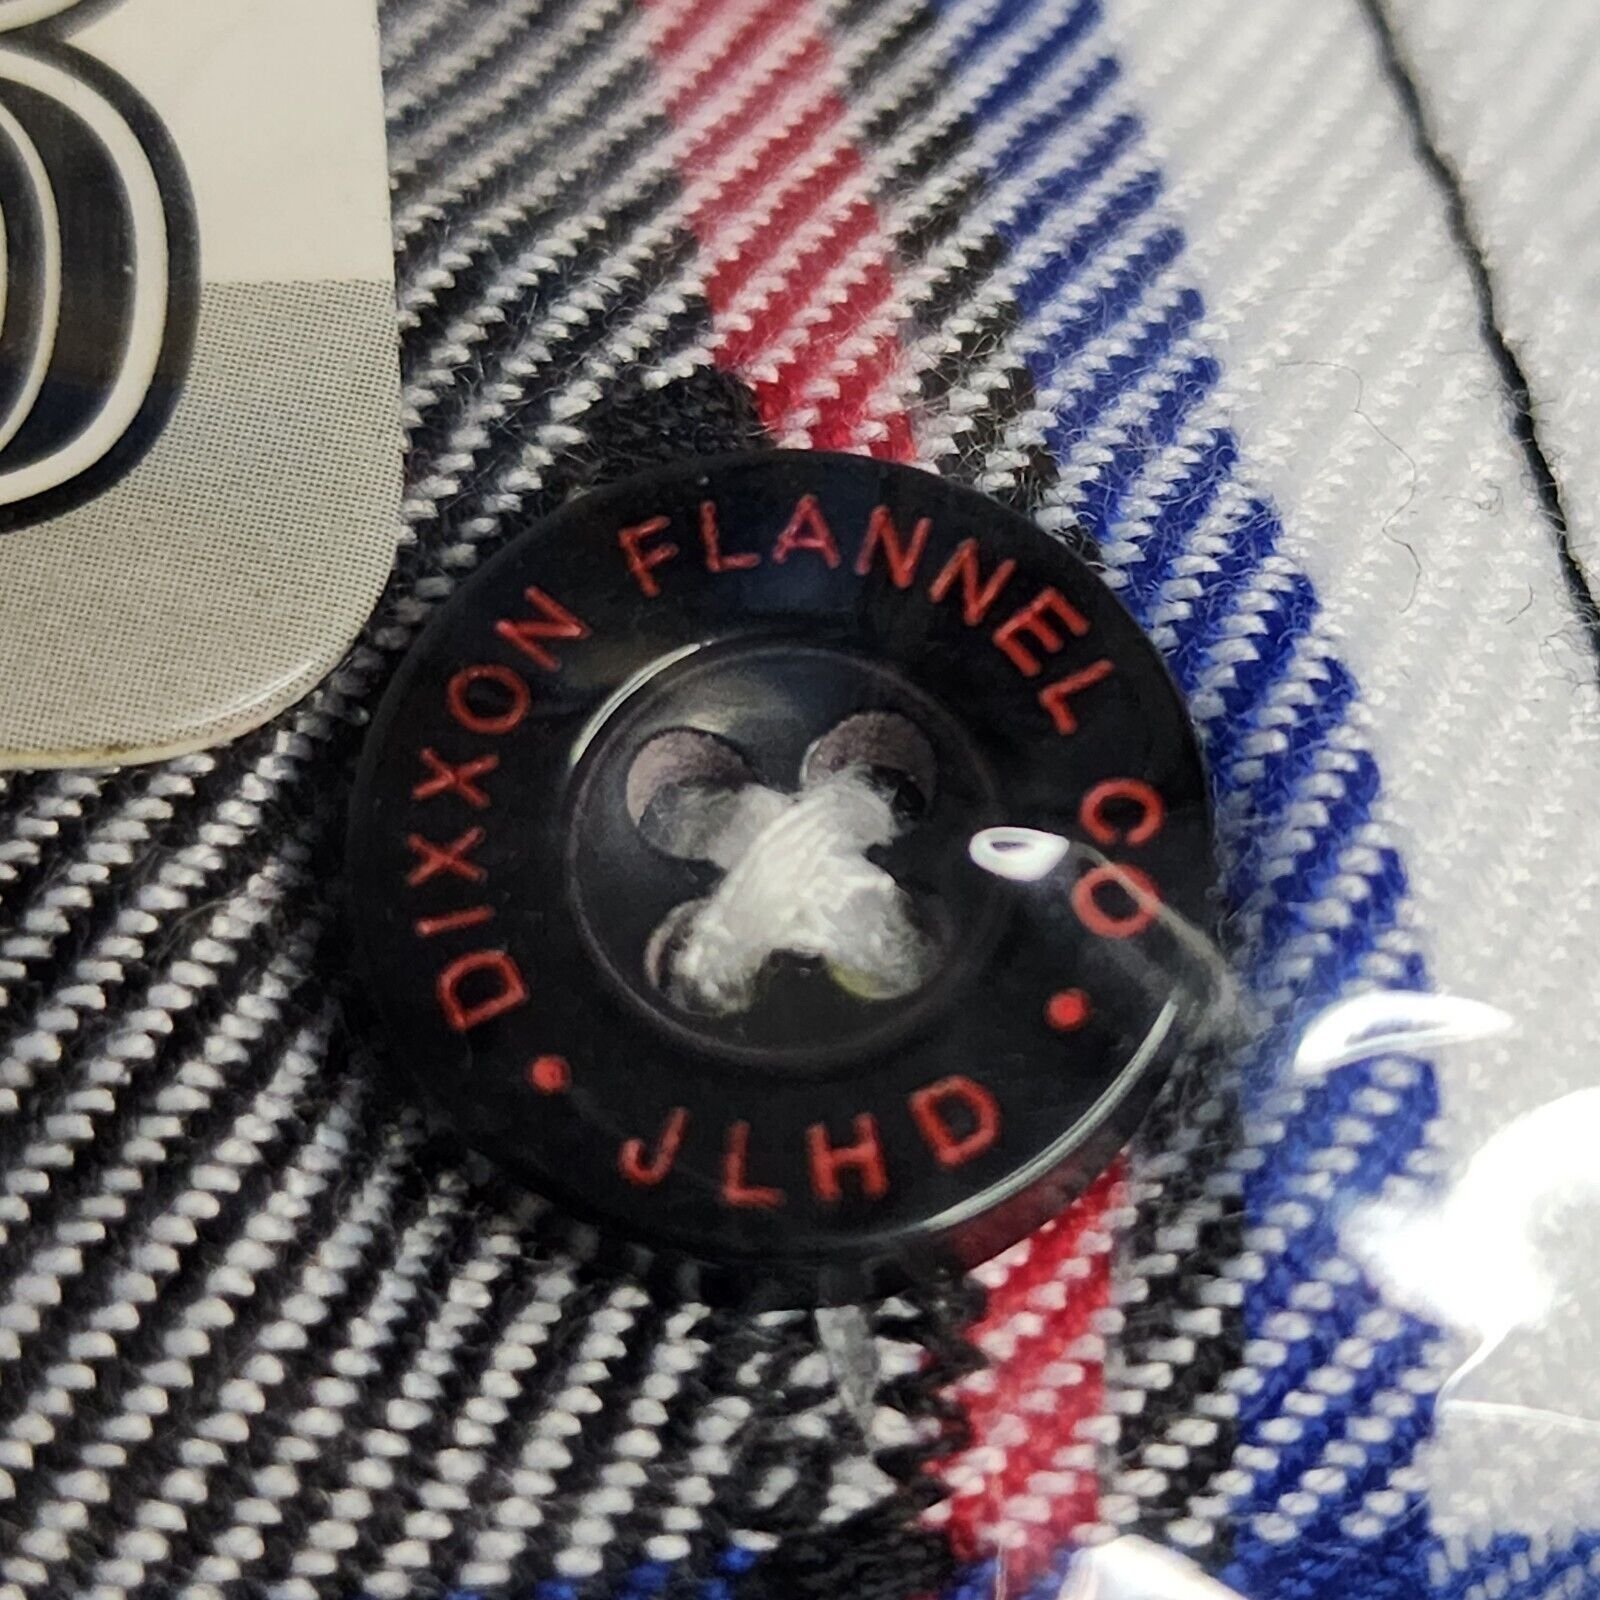 DIXXON FLANNEL CO
• JLHD •